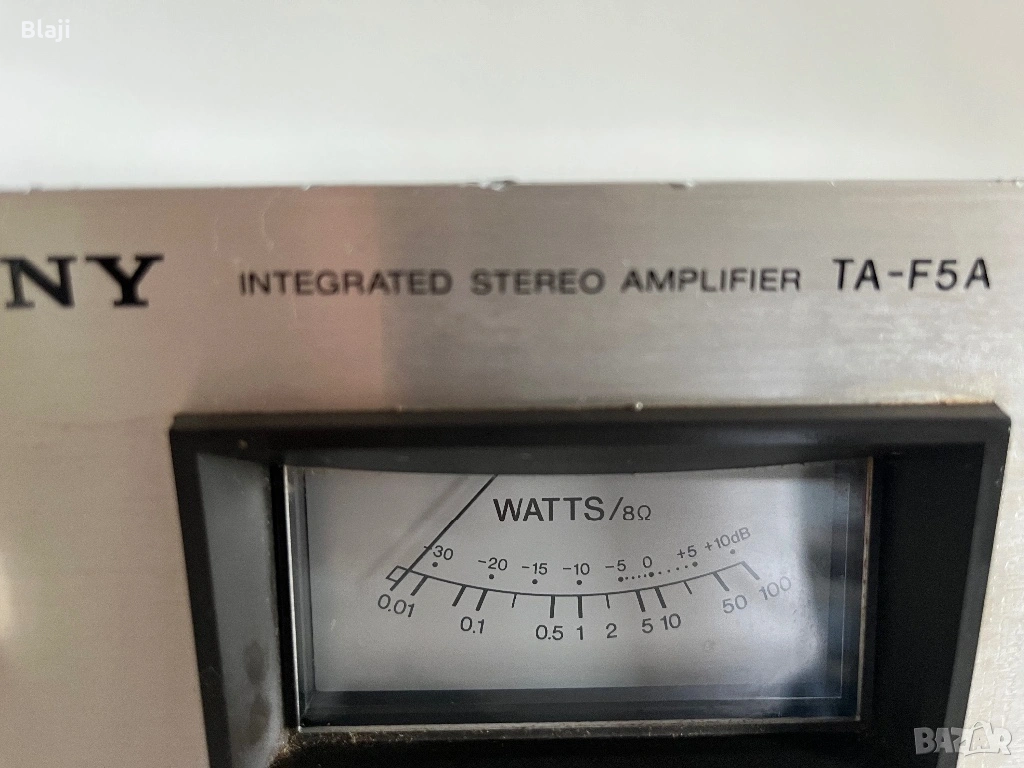 Blaji
NY INTEGRATED STEREO AMPLIFIER TA-F5A
WATTS/8Ω
-30 -20 -15 -10 -5 0 +5 +10dB
0.01 0.1 0.5 1 2 5 10 50 100
BAZAR